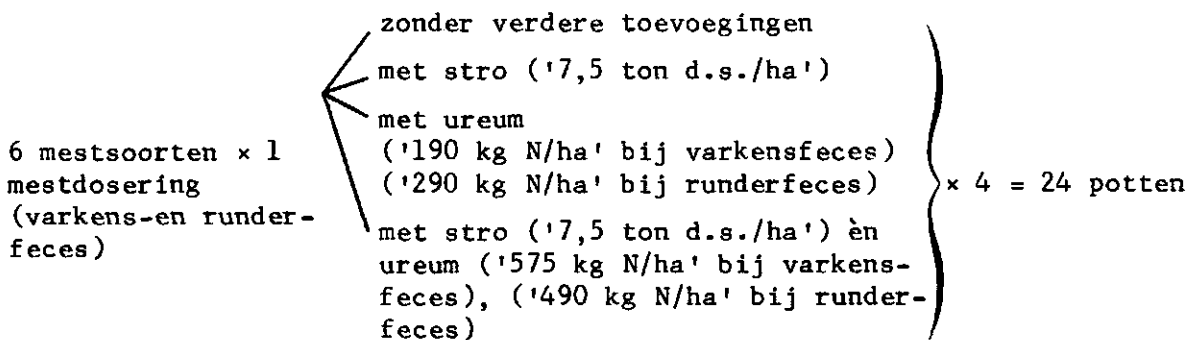 zonder verdere toevoegingen
met stro ('7,5 ton d.s./ha')
met ureum
('190 kg N/ha' bij varkensfeces)
('290 kg N/ha' bij runderfeces)
6 mestsoorten × 1
mestdosering
(varkens-en runder-
feces)
× 4 = 24 potten
met stro ('7,5 ton d.s./ha') èn
ureum ('575 kg N/ha' bij varkens-
feces), ('490 kg N/ha' bij runder-
feces)